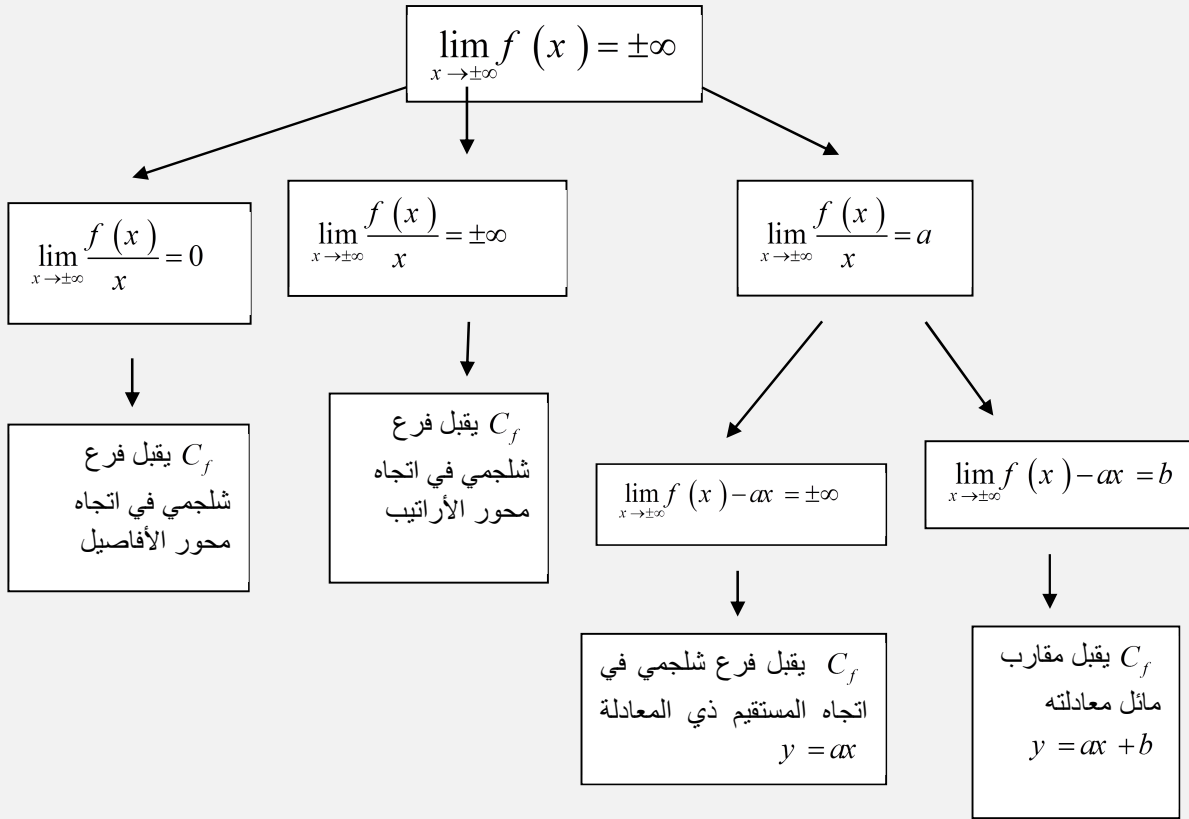 lim_{x→±∞} f(x) = ±∞
lim_{x→±∞} f(x)/x = 0
lim_{x→±∞} f(x)/x = ±∞
lim_{x→±∞} f(x)/x = a
C_f يقبل فرع
شلجمي في اتجاه
محور الأفاصيل
C_f يقبل فرع
شلجمي في اتجاه
محور الأراتيب
lim_{x→±∞} f(x) − ax = ±∞
lim_{x→±∞} f(x) − ax = b
C_f يقبل فرع شلجمي في
اتجاه المستقيم ذي المعادلة
y = ax
C_f يقبل مقارب
مائل معادلته
y = ax + b